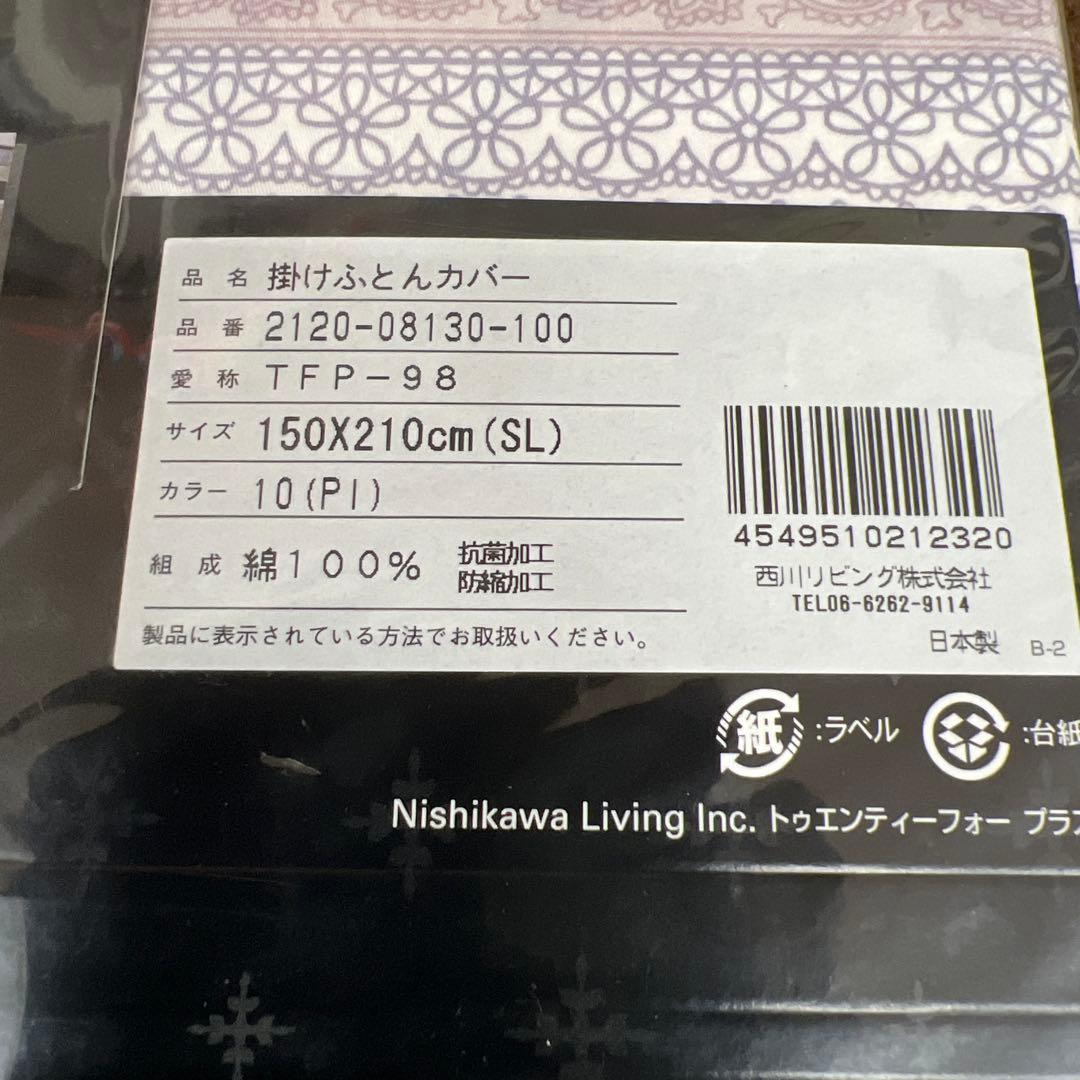 品名 掛けふとんカバー
品番 2120-08130-100
愛称 TFP-98
サイズ 150X210cm(SL)
カラー 10(PI)
組成 綿100% 抗菌加工
防縮加工
製品に表示されている方法でお取扱いください。
4549510212320
西川リビング株式会社
TEL06-6262-9114
日本製 B-2
紙 :ラベル :台紙
Nishikawa Living Inc. トゥエンティーフォー プラ